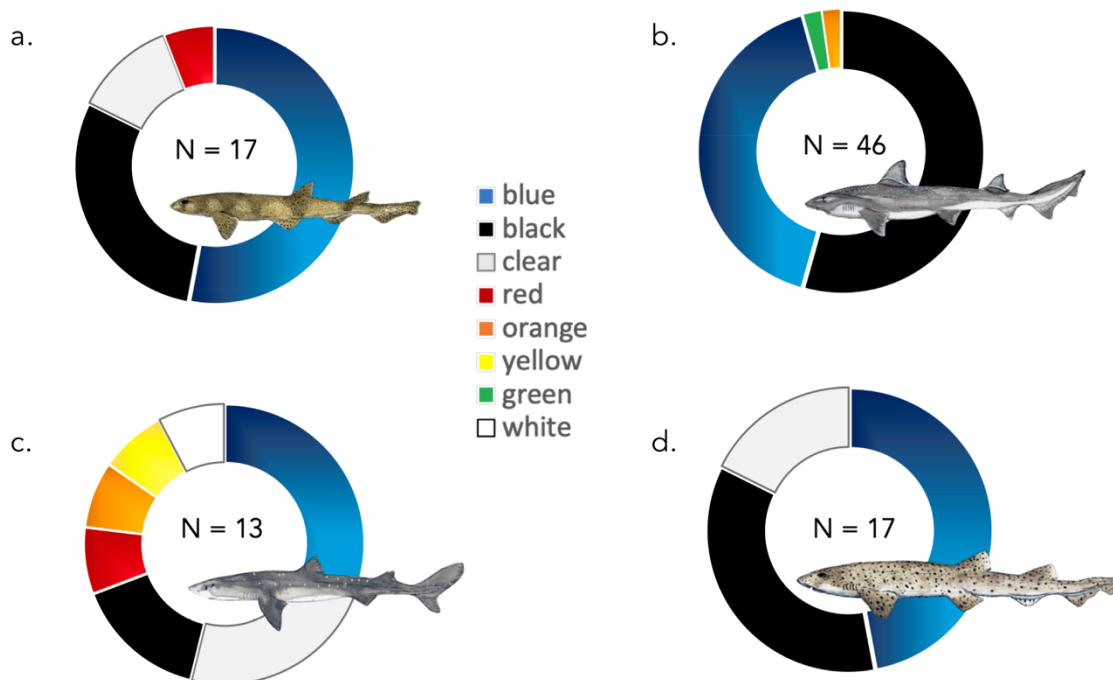 a.
b.
N = 17
N = 46
blue
black
clear
red
orange
yellow
green
white
c.
d.
N = 13
N = 17